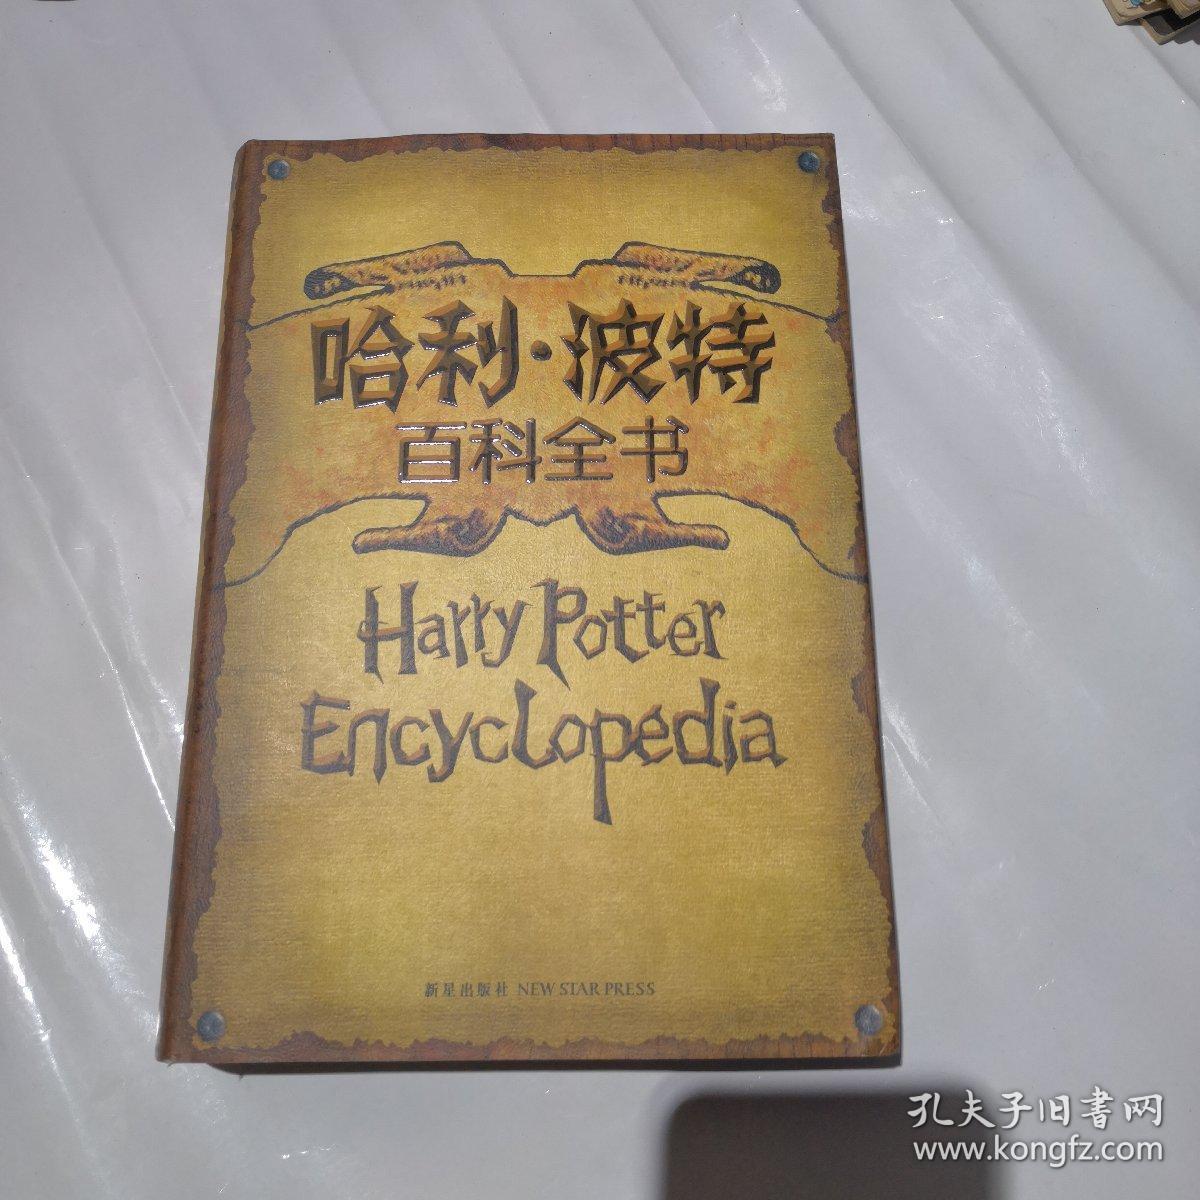 哈利·波特
百科全书
Harry Potter
Encyclopedia
新星出版社 NEW STAR PRESS
孔夫子旧書网
www.kongfz.com